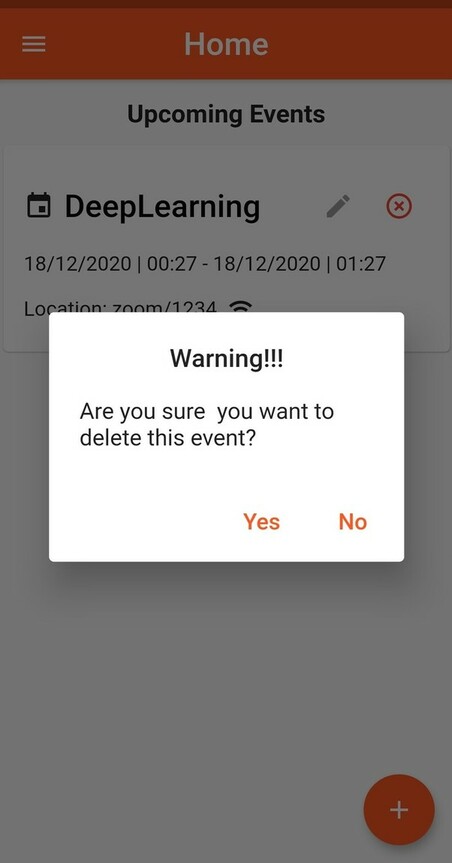 Home
Upcoming Events
DeepLearning
18/12/2020 | 00:27 - 18/12/2020 | 01:27
Location: zoom/1234
Warning!!!
Are you sure  you want to
delete this event?
Yes No
+